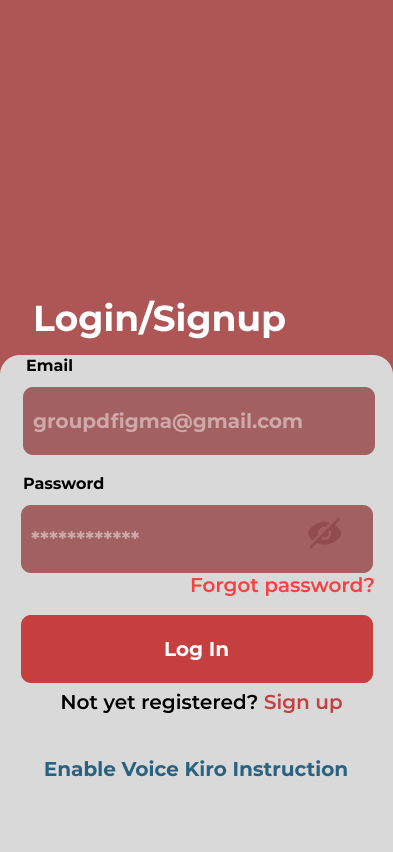 Login/Signup
Email
groupdfigma@gmail.com
Password
************
Forgot password?
Log In
Not yet registered? Sign up
Enable Voice Kiro Instruction